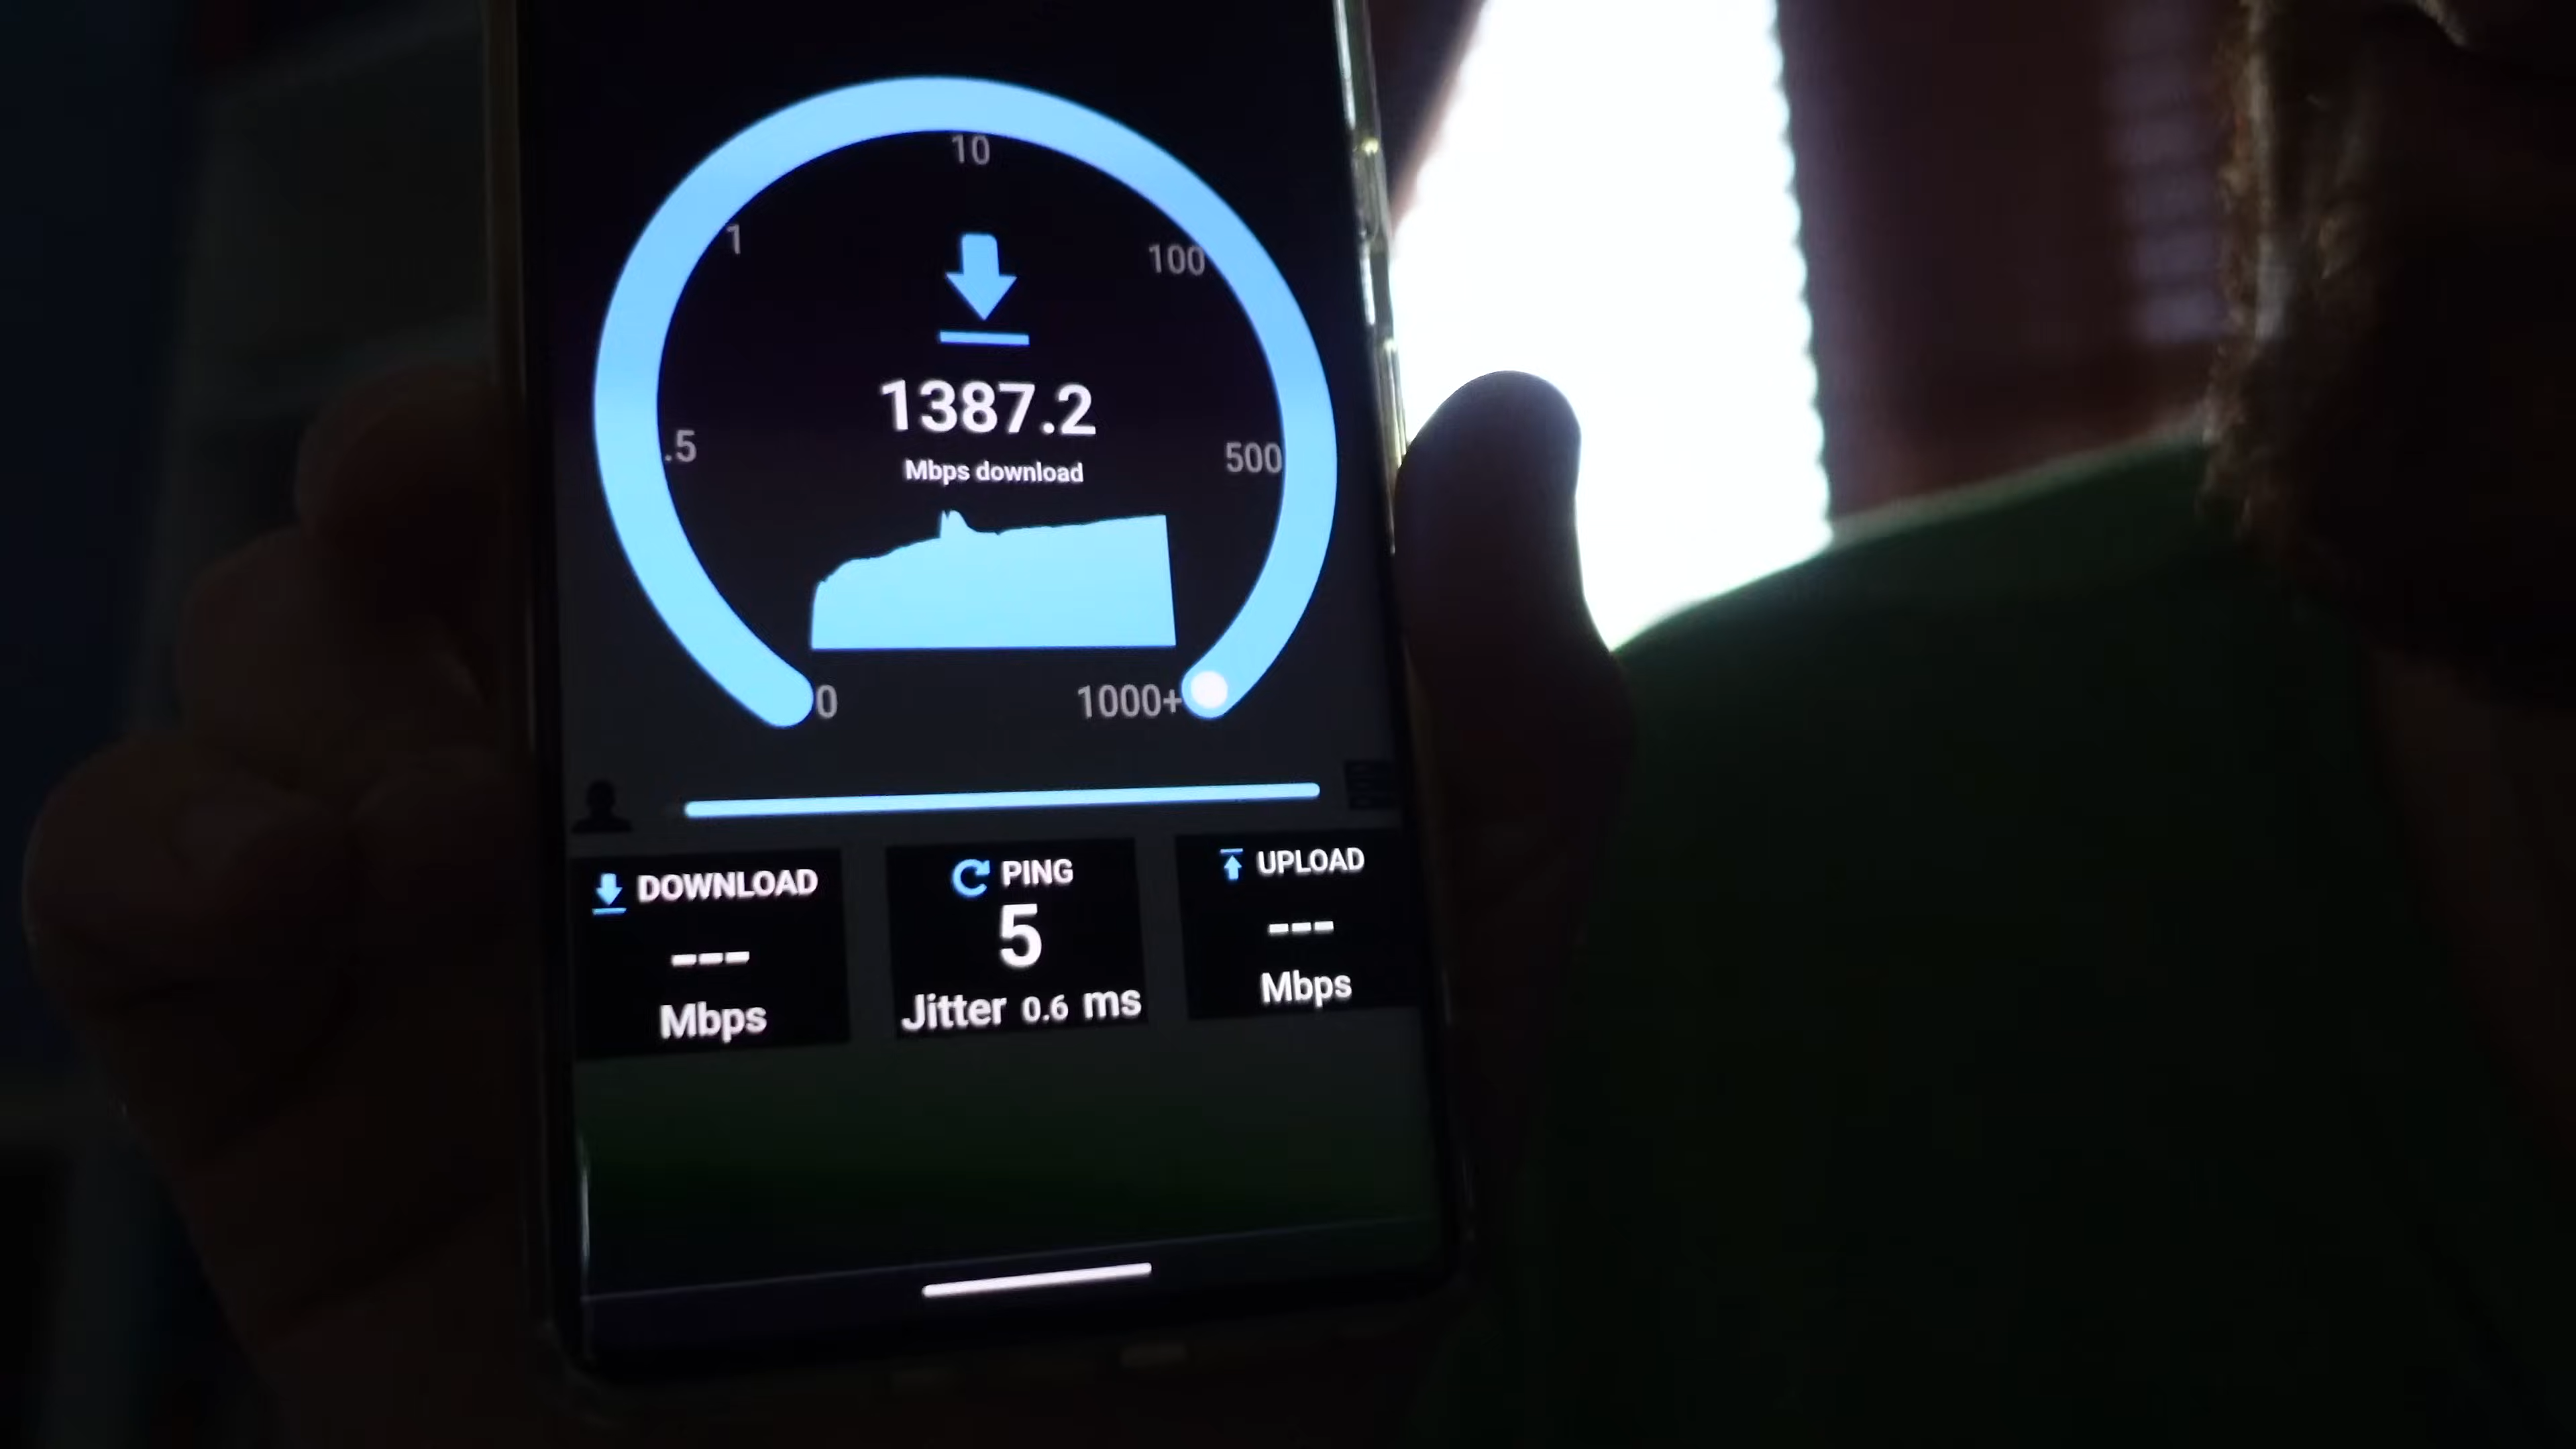 10
1
100
1387.2
.5
500
Mbps download
0
1000+
DOWNLOAD
---
Mbps
PING
5
Jitter 0.6 ms
UPLOAD
---
Mbps